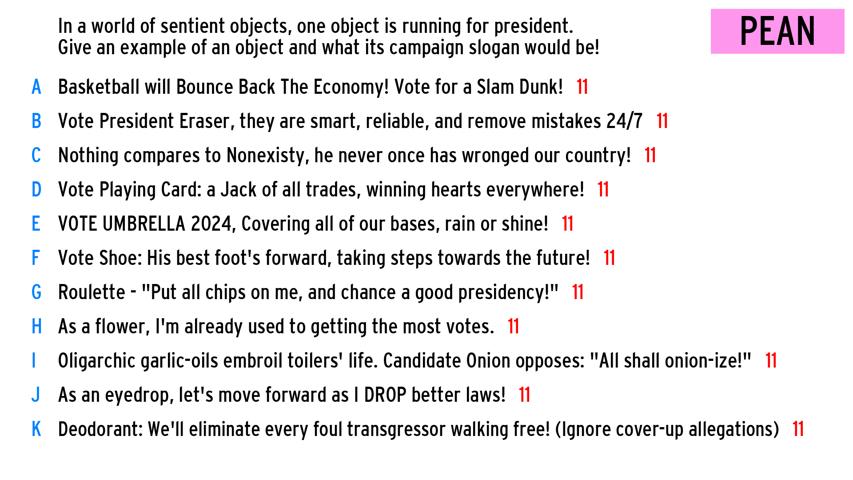 In a world of sentient objects, one object is running for president.
Give an example of an object and what its campaign slogan would be!
PEAN
A Basketball will Bounce Back The Economy! Vote for a Slam Dunk! 11
B Vote President Eraser, they are smart, reliable, and remove mistakes 24/7 11
C Nothing compares to Nonexisty, he never once has wronged our country! 11
D Vote Playing Card: a Jack of all trades, winning hearts everywhere! 11
E VOTE UMBRELLA 2024, Covering all of our bases, rain or shine! 11
F Vote Shoe: His best foot's forward, taking steps towards the future! 11
G Roulette - "Put all chips on me, and chance a good presidency!" 11
H As a flower, I'm already used to getting the most votes. 11
I Oligarchic garlic-oils embroil toilers' life. Candidate Onion opposes: "All shall onion-ize!" 11
J As an eyedrop, let's move forward as I DROP better laws! 11
K Deodorant: We'll eliminate every foul transgressor walking free! (Ignore cover-up allegations) 11